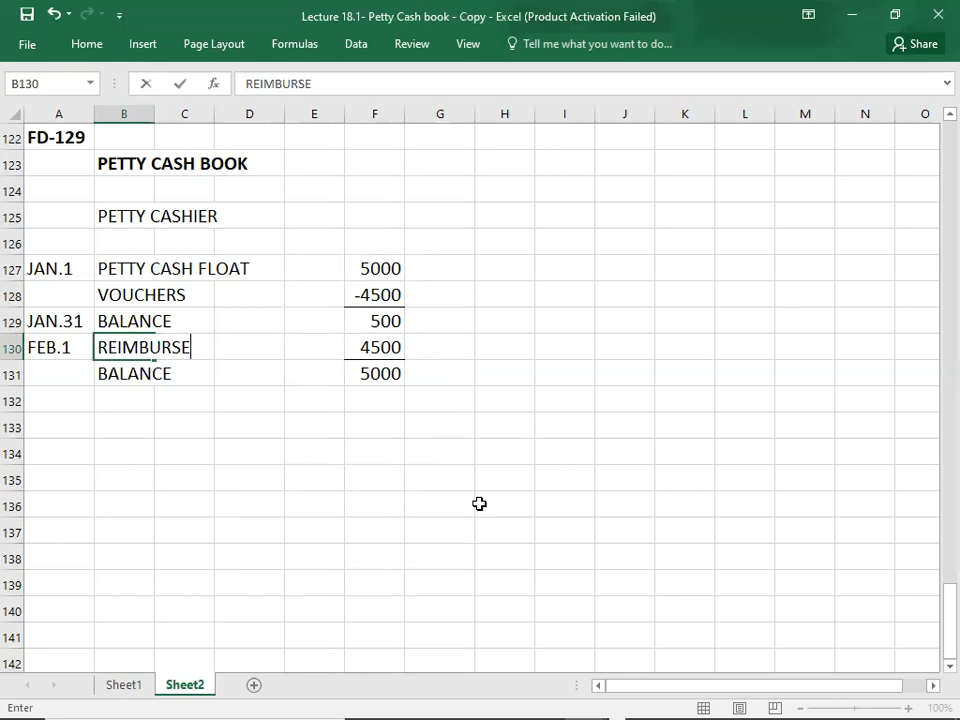 Lecture 18.1- Petty Cash book - Copy - Excel (Product Activation Failed)
File Home Insert Page Layout Formulas Data Review View Tell me what you want to do... Share
B130 fx REIMBURSE
A B C D E F G H I J K L M N O
122 FD-129
123 PETTY CASH BOOK
124
125 PETTY CASHIER
126
127 JAN.1 PETTY CASH FLOAT 5000
128 VOUCHERS -4500
129 JAN.31 BALANCE 500
130 FEB.1 REIMBURSE 4500
131 BALANCE 5000
132
133
134
135
136
137
138
139
140
141
142
Sheet1 Sheet2
Enter 100%